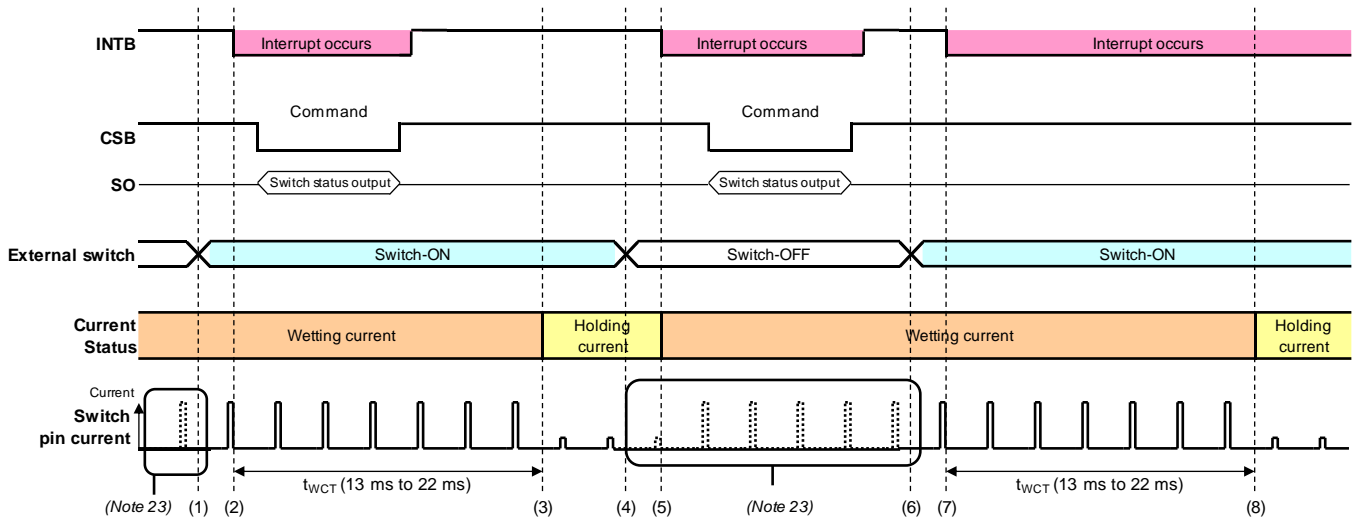 INTB
Interrupt occurs
Interrupt occurs
Interrupt occurs
Command
Command
CSB
SO
Switch status output
Switch status output
External switch
Switch-ON
Switch-OFF
Switch-ON
Current
Status
Wetting current
Holding
current
Wetting current
Holding
current
Current
Switch
pin current
tWCT (13 ms to 22 ms)
tWCT (13 ms to 22 ms)
(Note 23) (1) (2) (3) (4) (5) (Note 23) (6) (7) (8)